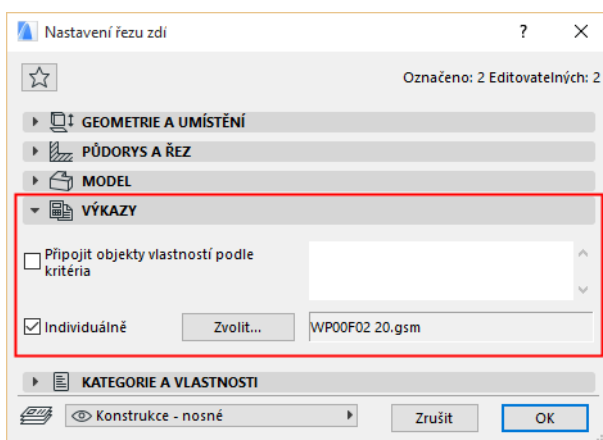 Nastavení řezu zdí
?
Označeno: 2 Editovatelných: 2
GEOMETRIE A UMÍSTĚNÍ
PŮDORYS A ŘEZ
MODEL
VÝKAZY
Připojit objekty vlastností podle
kritéria
Individuálně Zvolit... WP00F02 20.gsm
KATEGORIE A VLASTNOSTI
Konstrukce - nosné Zrušit OK